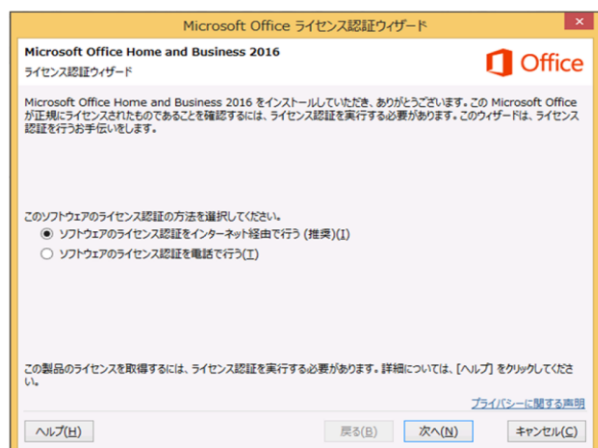 Microsoft Office ライセンス認証ウィザード
Microsoft Office Home and Business 2016
ライセンス認証ウィザード
Office
Microsoft Office Home and Business 2016 をインストールしていただき、ありがとうございます。この Microsoft Office
が正規にライセンスされたものであることを確認するには、ライセンス認証を実行する必要があります。このウィザードは、ライセンス
認証を行うお手伝いをします。
このソフトウェアのライセンス認証の方法を選択してください。
ソフトウェアのライセンス認証をインターネット経由で行う (推奨)(I)
ソフトウェアのライセンス認証を電話で行う(T)
この製品のライセンスを取得するには、ライセンス認証を実行する必要があります。詳細については、[ヘルプ] をクリックしてくださ
い。
プライバシーに関する声明
ヘルプ(H) 戻る(B) 次へ(N) キャンセル(C)